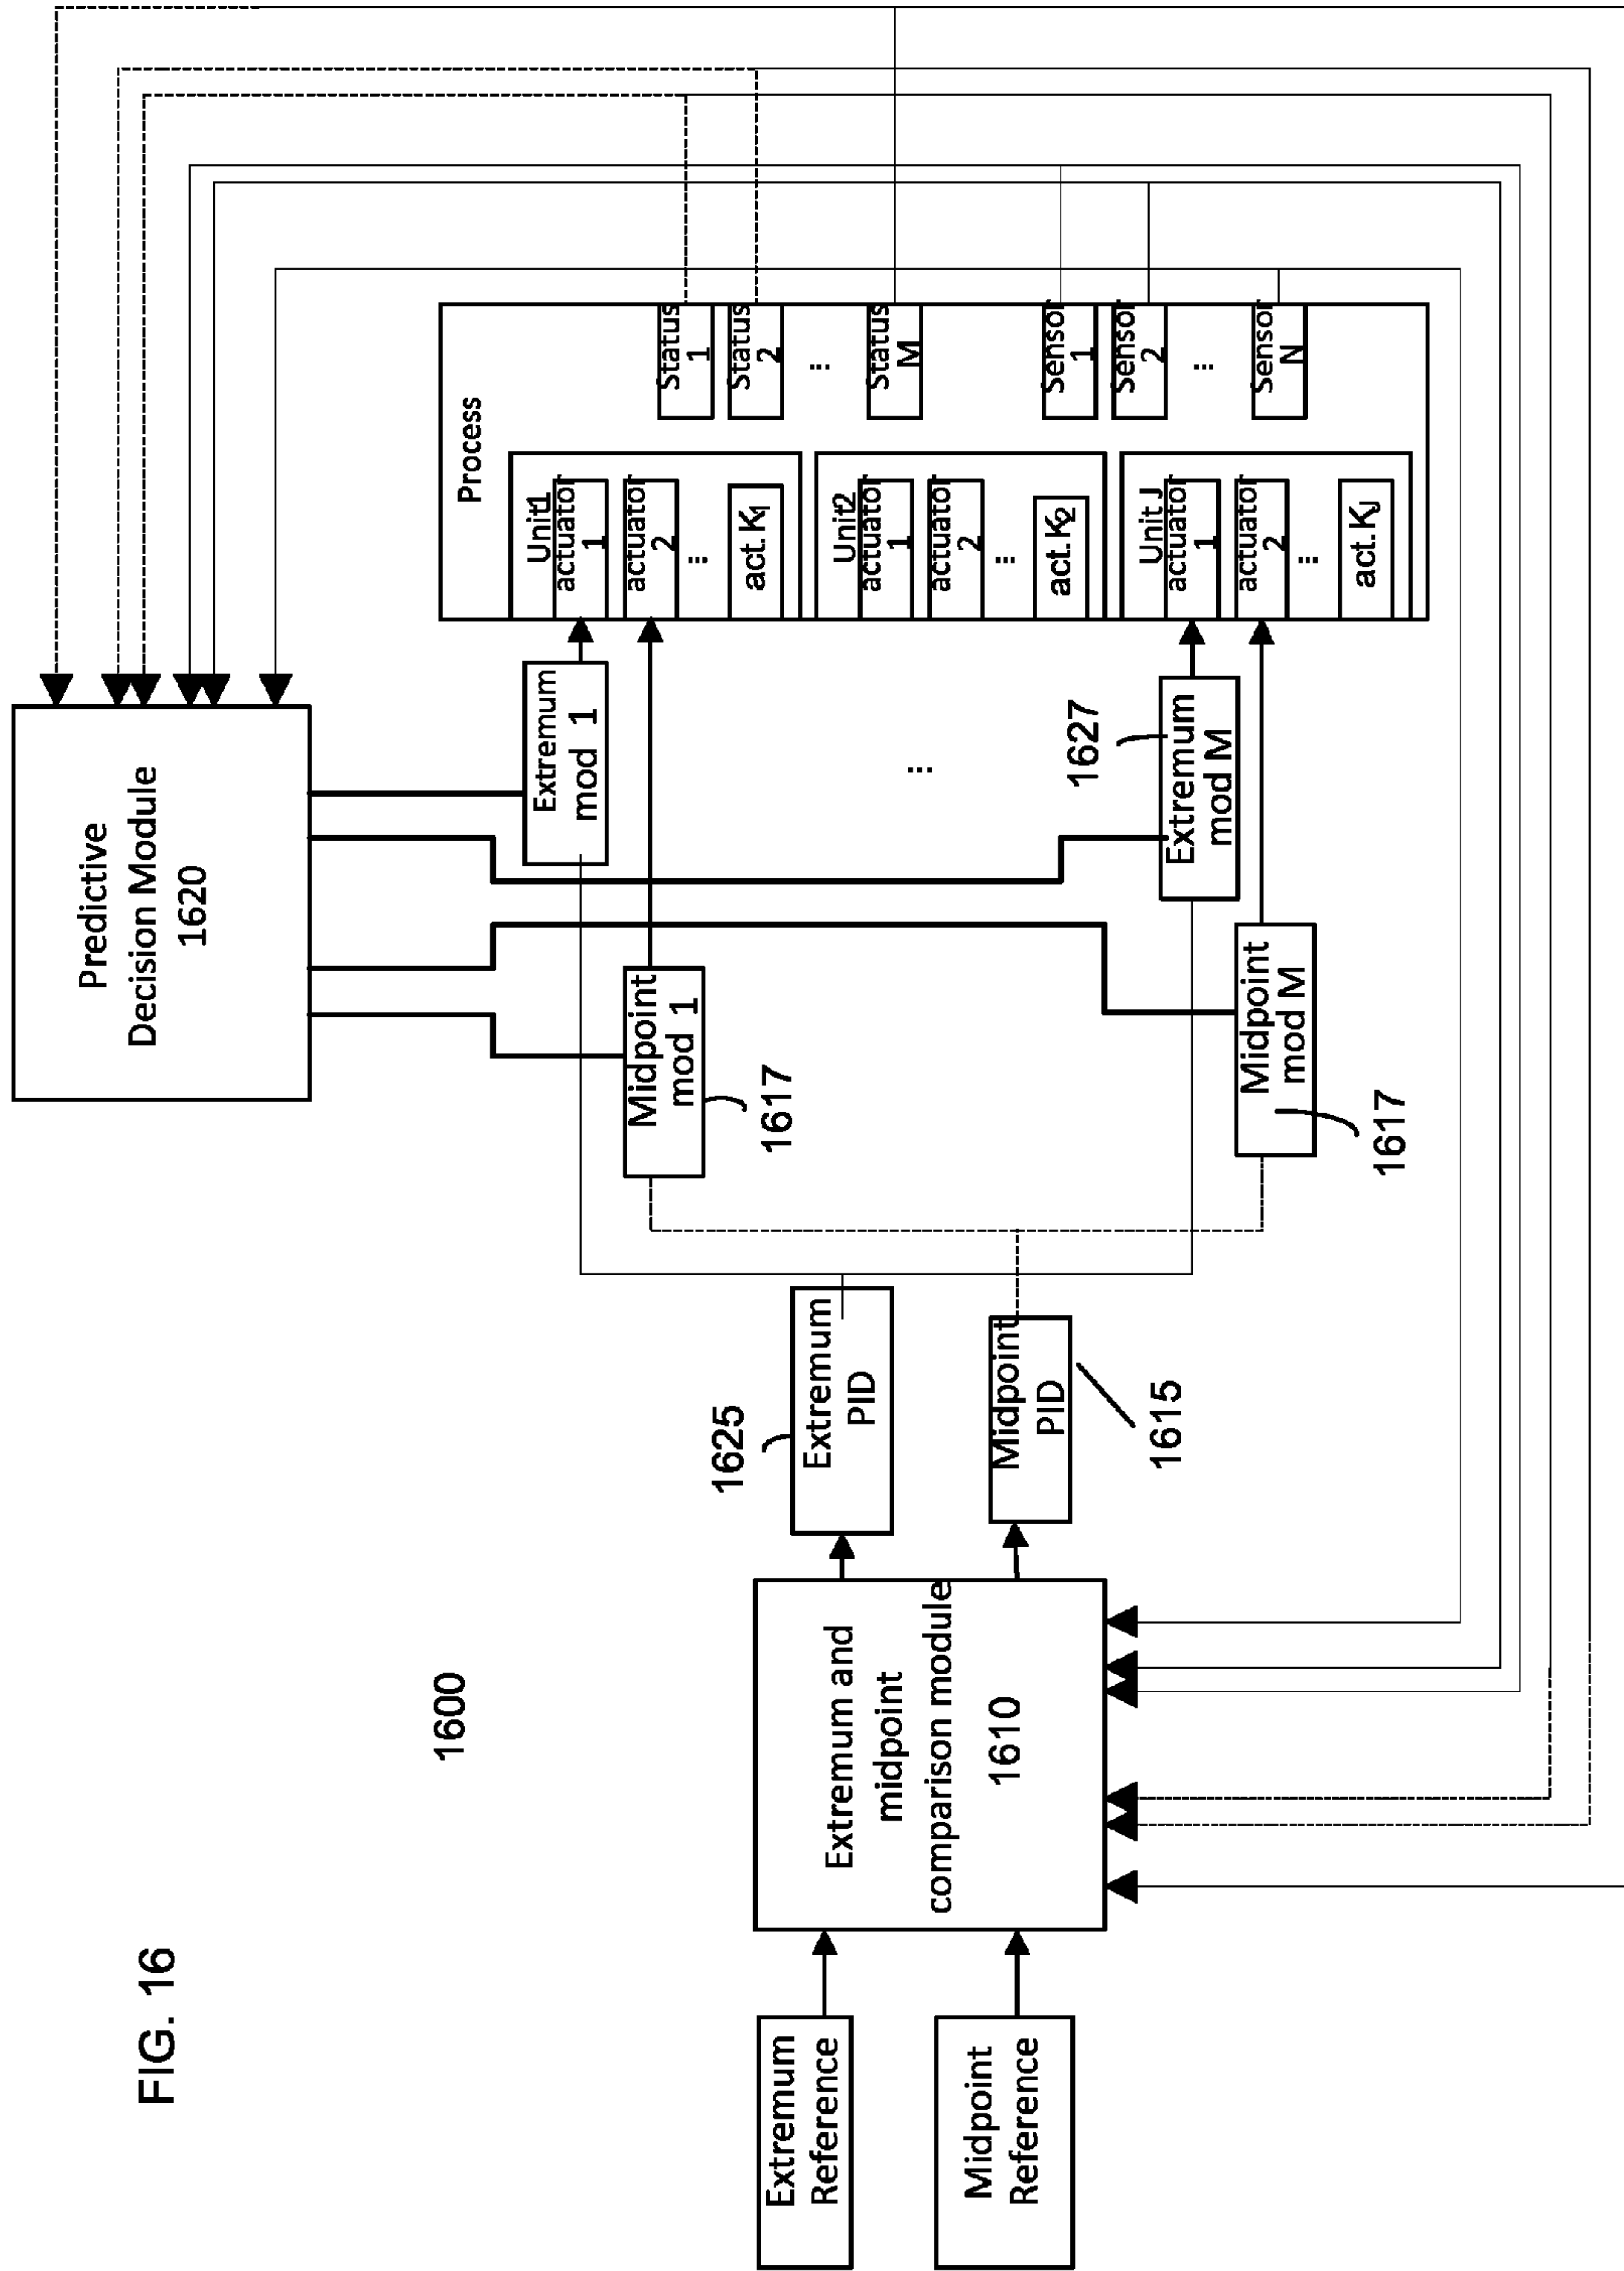 FIG. 16
1600
Extremum
Reference
Midpoint
Reference
Extremum and
midpoint
comparison module
1610
1625
Extremum
PID
Midpoint
PID
1615
Predictive
Decision Module
1620
Extremum
mod 1
Midpoint
mod 1
1617
...
1627
Extremum
mod M
Midpoint
mod M
1617
Process
Unit1
actuator
1
actuator
2
...
act. K1
Unit2
actuator
1
actuator
2
...
act. K2
Unit J
actuator
1
actuator
2
...
act. KJ
Status
1
Status
2
...
Status
M
Sensor
1
Sensor
2
...
Sensor
N